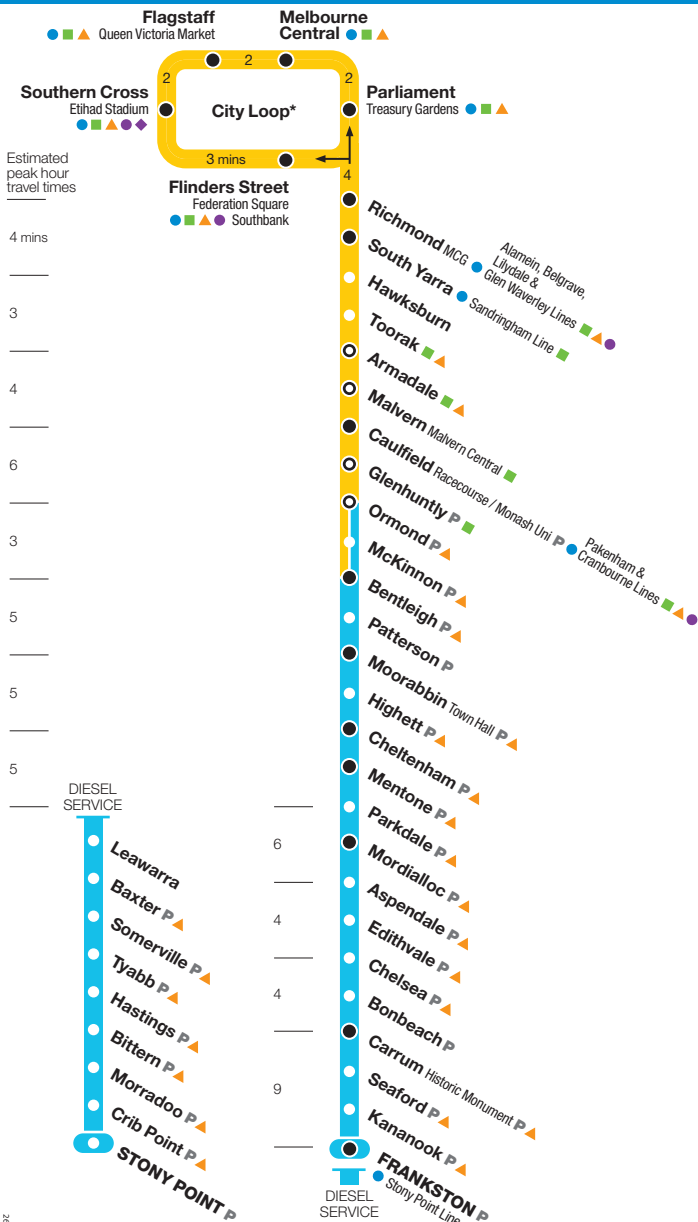 Flagstaff
Queen Victoria Market
Melbourne
Central
2
2
2
Southern Cross
Etihad Stadium
City Loop*
Parliament
Treasury Gardens
3 mins
4
Flinders Street
Federation Square
Southbank
Estimated
peak hour
travel times
4 mins
3
4
6
3
5
5
5
Richmond MCG
Alamein, Belgrave,
Lilydale &
Glen Waverley Lines
South Yarra Sandringham Line
Hawksburn
Toorak
Armadale
Malvern Malvern Central
Caulfield Racecourse / Monash Uni P
Pakenham &
Cranbourne Lines
Glenhuntly P
Ormond P
McKinnon P
Bentleigh P
Patterson P
Moorabbin Town Hall P
Highett P
Cheltenham P
Mentone P
Parkdale P
Mordialloc P
Aspendale P
Edithvale P
Chelsea P
Bonbeach P
Carrum Historic Monument P
Seaford P
Kananook P
FRANKSTON P
Stony Point Line
DIESEL
SERVICE
6
4
4
9
DIESEL
SERVICE
Leawarra
Baxter P
Somerville P
Tyabb P
Hastings P
Bittern P
Morradoo P
Crib Point P
STONY POINT P